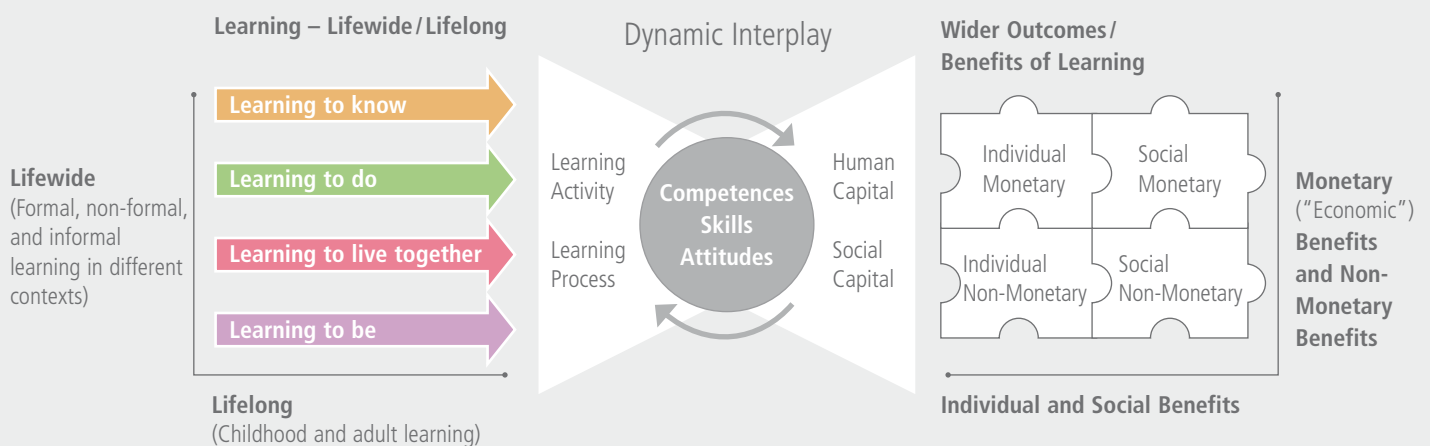 Learning – Lifewide/Lifelong
Lifewide
(Formal, non-formal,
and informal
learning in different
contexts)
Learning to know
Learning to do
Learning to live together
Learning to be
Lifelong
(Childhood and adult learning)
Dynamic Interplay
Learning
Activity
Learning
Process
Competences
Skills
Attitudes
Human
Capital
Social
Capital
Wider Outcomes/
Benefits of Learning
Individual
Monetary
Social
Monetary
Individual
Non-Monetary
Social
Non-Monetary
Monetary
(“Economic”)
Benefits
and Non-
Monetary
Benefits
Individual and Social Benefits